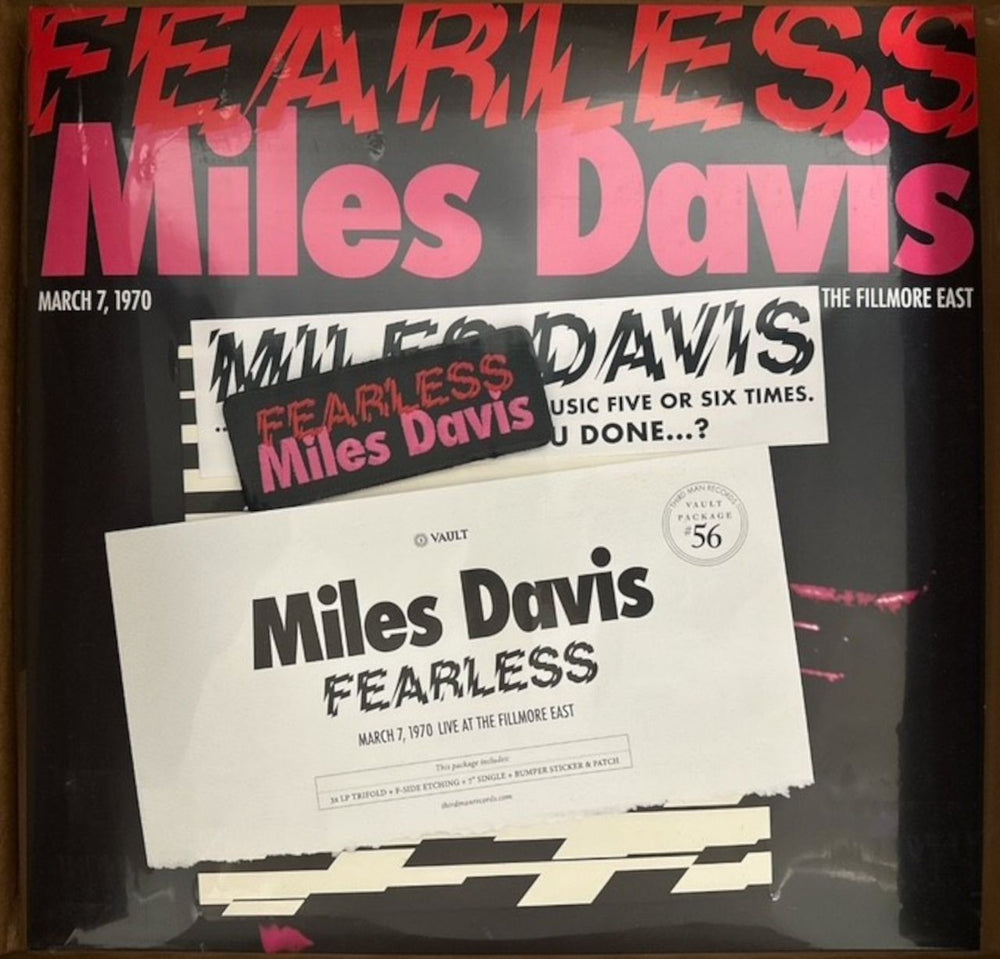 FEARLESS
Miles Davis
MARCH 7, 1970
THE FILLMORE EAST
MILES DAVIS
USIC FIVE OR SIX TIMES.
U DONE...?
FEARLESS
Miles Davis
THIRD MAN RECORDS
VAULT
PACKAGE
#56
VAULT
Miles Davis
FEARLESS
MARCH 7, 1970 LIVE AT THE FILLMORE EAST
This package includes:
3x LP TRIFOLD + F-SIDE ETCHING + 7" SINGLE + BUMPER STICKER & PATCH
thirdmanrecords.com